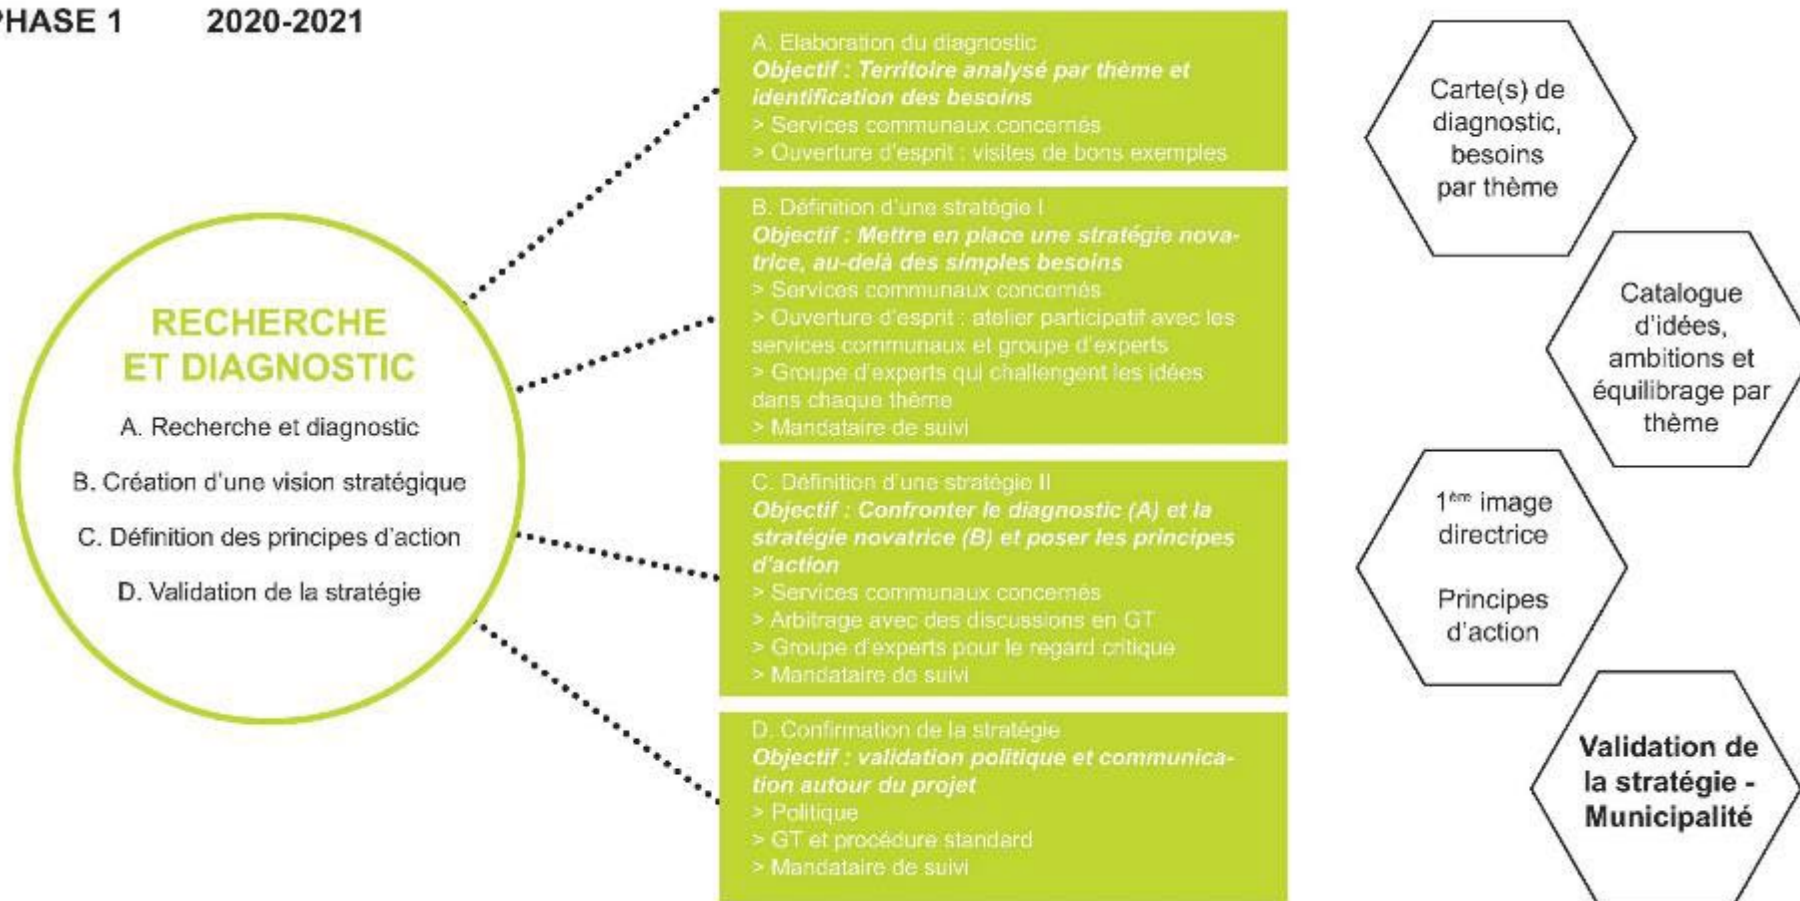 PHASE 1 2020-2021
RECHERCHE
ET DIAGNOSTIC
A. Recherche et diagnostic
B. Création d'une vision stratégique
C. Définition des principes d'action
D. Validation de la stratégie
A. Elaboration du diagnostic
Objectif : Territoire analysé par thème et
identification des besoins
> Services communaux concernés
> Ouverture d'esprit : visites de bons exemples
B. Définition d'une stratégie I
Objectif : Mettre en place une stratégie nova-
trice, au-delà des simples besoins
> Services communaux concernés
> Ouverture d'esprit : atelier participatif avec les
services communaux et groupe d'experts
> Groupe d'experts qui challengent les idées
dans chaque thème
> Mandataire de suivi
C. Définition d'une stratégie II
Objectif : Confronter le diagnostic (A) et la
stratégie novatrice (B) et poser les principes
d'action
> Services communaux concernés
> Arbitrage avec des discussions en GT
> Groupe d'experts pour le regard critique
> Mandataire de suivi
D. Confirmation de la stratégie
Objectif : validation politique et communica-
tion autour du projet
> Politique
> GT et procédure standard
> Mandataire de suivi
Carte(s) de
diagnostic,
besoins
par thème
Catalogue
d'idées,
ambitions et
équilibrage par
thème
1ère image
directrice
Principes
d'action
Validation de
la stratégie -
Municipalité